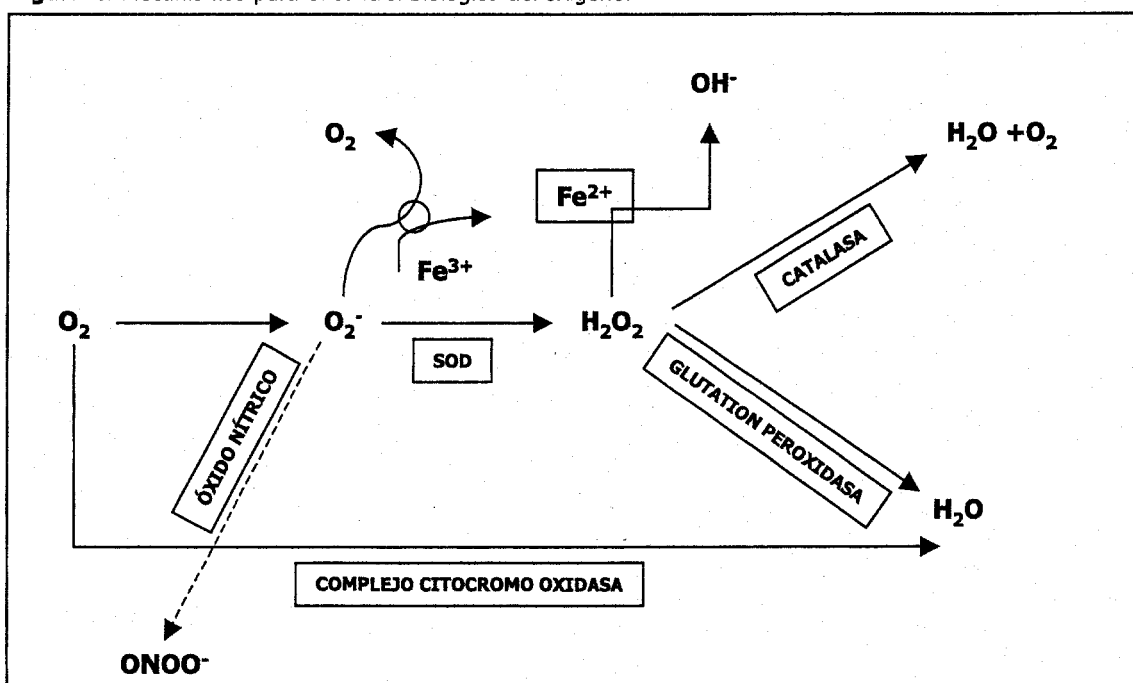 OH⁻
O₂
H₂O +O₂
Fe²⁺
Fe³⁺
CATALASA
O₂
O₂⁻
H₂O₂
SOD
GLUTATION PEROXIDASA
ÓXIDO NÍTRICO
H₂O
COMPLEJO CITOCROMO OXIDASA
ONOO⁻